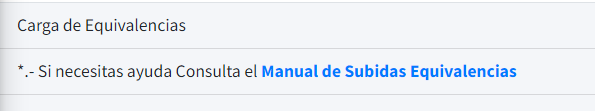 Carga de Equivalencias
*.- Si necesitas ayuda Consulta el Manual de Subidas Equivalencias